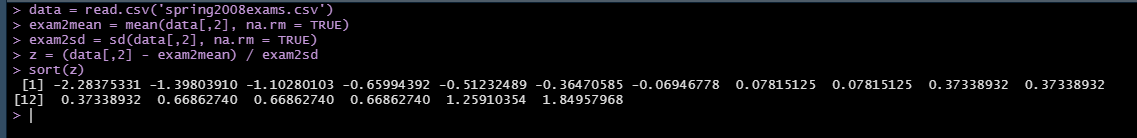 > data = read.csv('spring2008exams.csv')
> exam2mean = mean(data[,2], na.rm = TRUE)
> exam2sd = sd(data[,2], na.rm = TRUE)
> z = (data[,2] - exam2mean) / exam2sd
> sort(z)
[1] -2.28375331 -1.39803910 -1.10280103 -0.65994392 -0.51232489 -0.36470585 -0.06946778 0.07815125 0.07815125 0.37338932 0.37338932
[12] 0.37338932 0.66862740 0.66862740 0.66862740 1.25910354 1.84957968
>